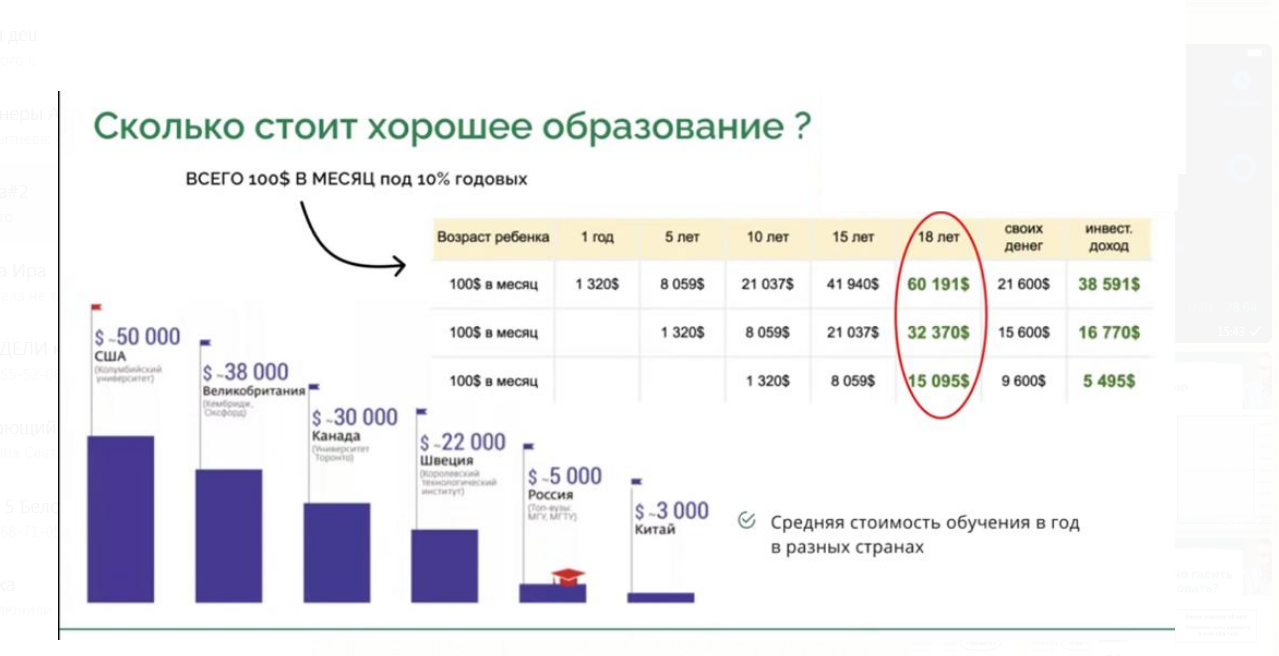 Сколько стоит хорошее образование ?
ВСЕГО 100$ В МЕСЯЦ под 10% годовых
Возраст ребенка 1 год 5 лет 10 лет 15 лет 18 лет своих денег инвест. доход
100$ в месяц 1 320$ 8 059$ 21 037$ 41 940$ 60 191$ 21 600$ 38 591$
100$ в месяц 1 320$ 8 059$ 21 037$ 32 370$ 15 600$ 16 770$
100$ в месяц 1 320$ 8 059$ 15 095$ 9 600$ 5 495$
$ ~50 000
США
(Колумбийский
университет)
$ ~38 000
Великобритания
(Кембридж,
Оксфорд)
$ ~30 000
Канада
(Университет
Торонто)
$ ~22 000
Швеция
(Королевский
технологический
институт)
$ ~5 000
Россия
(Топ-вузы:
МГУ, МГТУ)
$ ~3 000
Китай
Средняя стоимость обучения в год
в разных странах